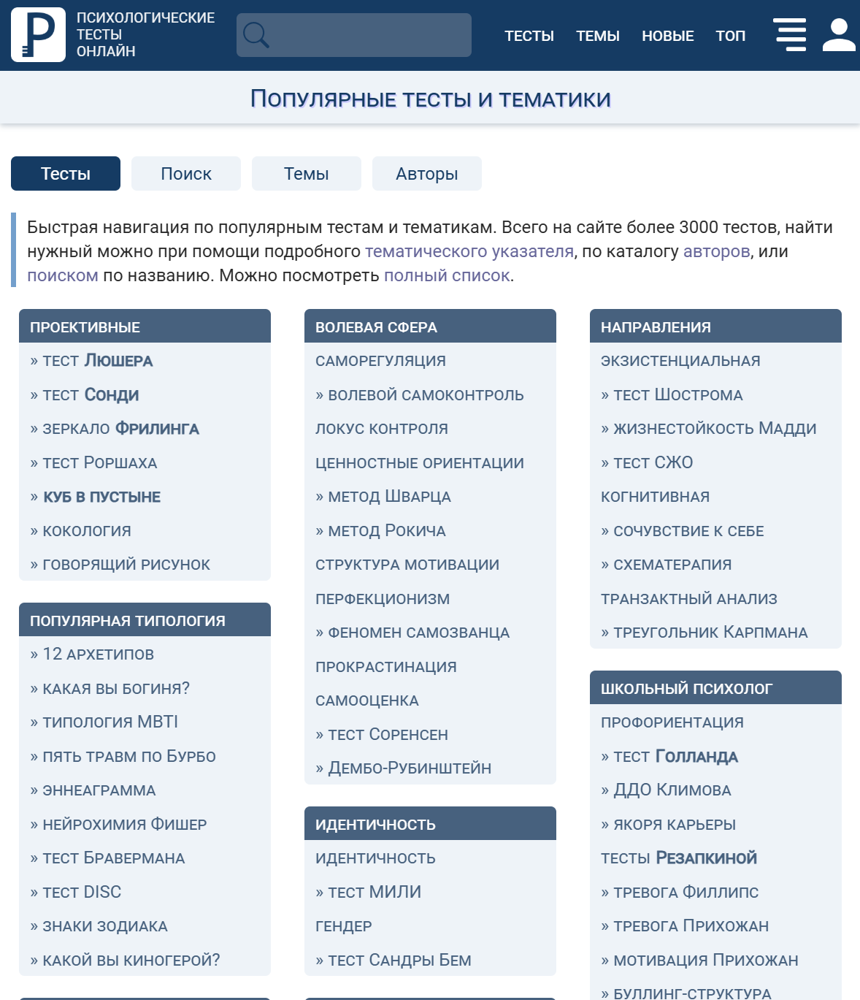 ПСИХОЛОГИЧЕСКИЕ
ТЕСТЫ
ОНЛАЙН
ТЕСТЫ
ТЕМЫ
НОВЫЕ
ТОП
Популярные тесты и тематики
Тесты
Поиск
Темы
Авторы
Быстрая навигация по популярным тестам и тематикам. Всего на сайте более 3000 тестов, найти
нужный можно при помощи подробного тематического указателя, по каталогу авторов, или
поиском по названию. Можно посмотреть полный список.
ПРОЕКТИВНЫЕ
» тест Люшера
» тест Сонди
» зеркало Фрилинга
» тест Роршаха
» куб в пустыне
» кокология
» говорящий рисунок
ПОПУЛЯРНАЯ ТИПОЛОГИЯ
» 12 архетипов
» какая вы богиня?
» типология MBTI
» пять травм по Бурбо
» эннеаграмма
» нейрохимия Фишер
» тест Бравермана
» тест DISC
» знаки зодиака
» какой вы киногерой?
ВОЛЕВАЯ СФЕРА
саморегуляция
» волевой самоконтроль
локус контроля
ценностные ориентации
» метод Шварца
» метод Рокича
структура мотивации
перфекционизм
» феномен самозванца
прокрастинация
самооценка
» тест Соренсен
» Дембо-Рубинштейн
ИДЕНТИЧНОСТЬ
идентичность
» тест МИЛИ
гендер
» тест Сандры Бем
НАПРАВЛЕНИЯ
экзистенциальная
» тест Шострома
» жизнестойкость Мадди
» тест СЖО
когнитивная
» сочувствие к себе
» схематерапия
транзактный анализ
» треугольник Карпмана
ШКОЛЬНЫЙ ПСИХОЛОГ
профориентация
» тест Голланда
» ДДО Климова
» якоря карьеры
тесты Резапкиной
» тревога Филлипс
» тревога Прихожан
» мотивация Прихожан
» буллинг-структура